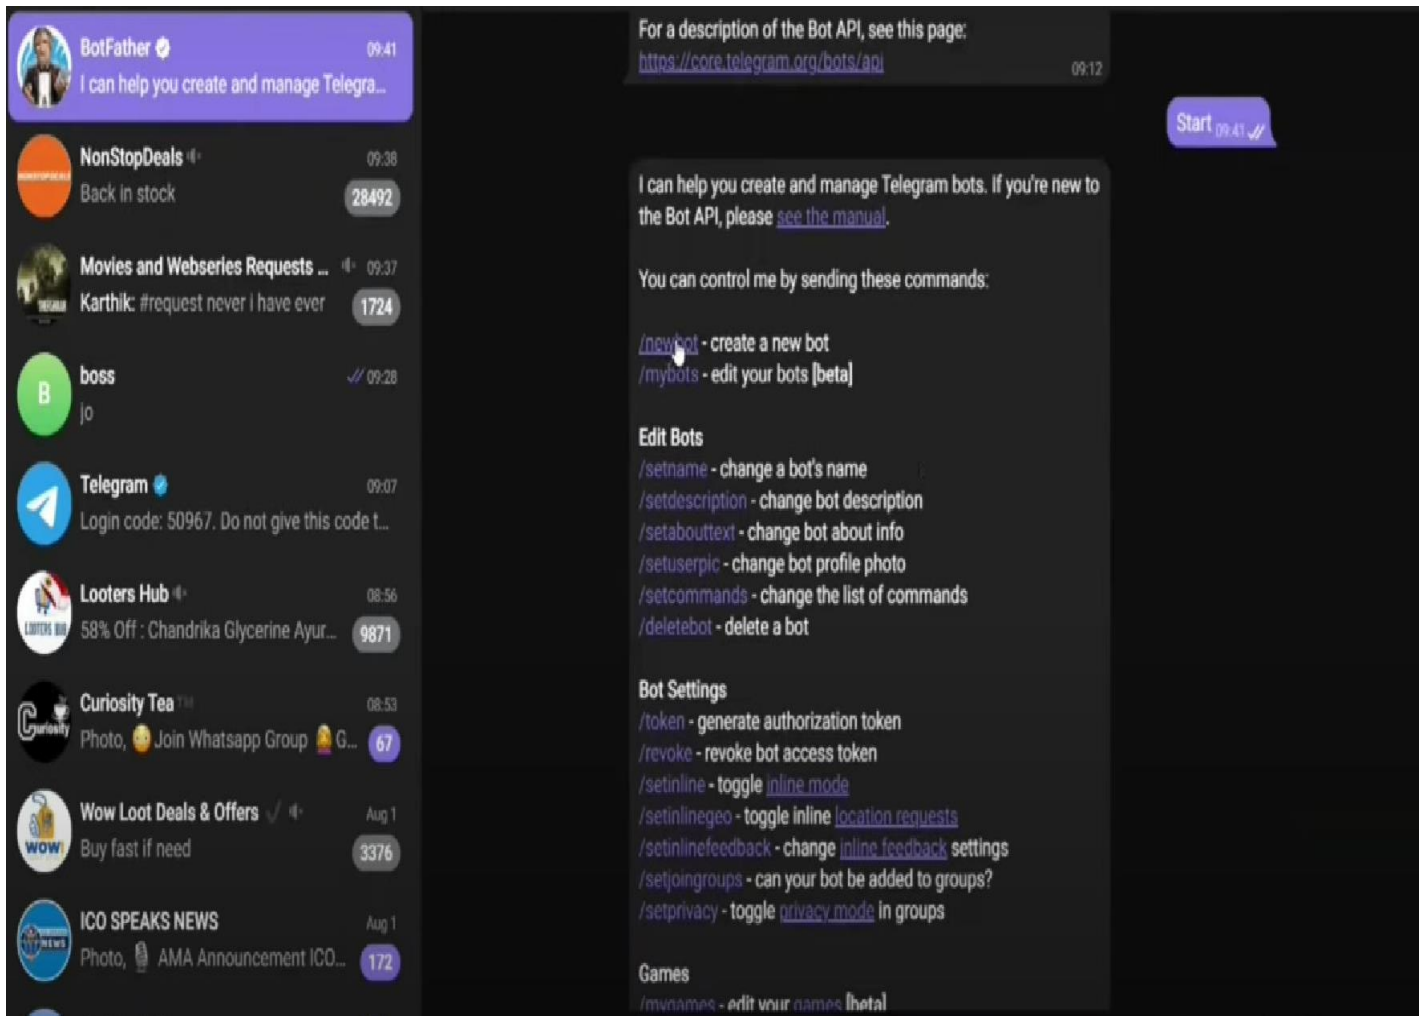 BotFather 09:41
I can help you create and manage Telegra...
NonStopDeals 09:38
Back in stock 28492
Movies and Webseries Requests ... 09:37
Karthik: #request never i have ever 1724
B
boss 09:28
jo
Telegram 09:07
Login code: 50967. Do not give this code t...
Looters Hub 08:56
58% Off : Chandrika Glycerine Ayur... 9871
LOOTERS HUB
Curiosity Tea™ 08:53
Curiosity
Photo, 😳Join Whatsapp Group 🤷‍♀️G... 67
Wow Loot Deals & Offers ✓ Aug 1
WOW!
Buy fast if need 3376
ICO SPEAKS NEWS Aug 1
NEWS
Photo, 🎙 AMA Announcement ICO... 172
For a description of the Bot API, see this page:
https://core.telegram.org/bots/api 09:12
Start 09:41
I can help you create and manage Telegram bots. If you're new to
the Bot API, please see the manual.
You can control me by sending these commands:
/newbot - create a new bot
/mybots - edit your bots [beta]
Edit Bots
/setname - change a bot's name
/setdescription - change bot description
/setabouttext - change bot about info
/setuserpic - change bot profile photo
/setcommands - change the list of commands
/deletebot - delete a bot
Bot Settings
/token - generate authorization token
/revoke - revoke bot access token
/setinline - toggle inline mode
/setinlinegeo - toggle inline location requests
/setinlinefeedback - change inline feedback settings
/setjoingroups - can your bot be added to groups?
/setprivacy - toggle privacy mode in groups
Games
/mygames - edit your games [beta]